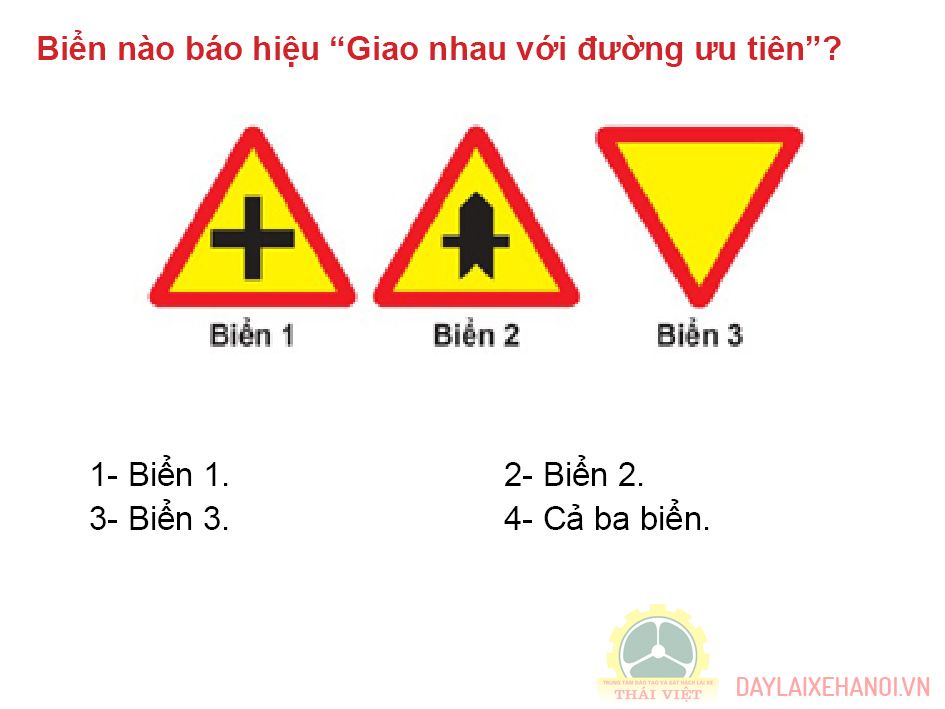 Biển nào báo hiệu “Giao nhau với đường ưu tiên”?
Biển 1 Biển 2 Biển 3
1- Biển 1. 2- Biển 2.
3- Biển 3. 4- Cả ba biển.
TRUNG TÂM ĐÀO TẠO VÀ SÁT HẠCH LÁI XE
THÁI VIỆT
DAYLAIXEHANOI.VN